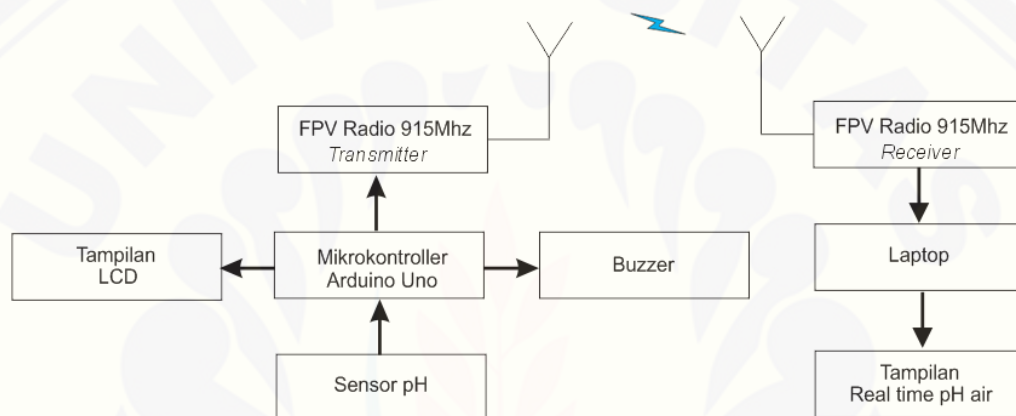 UNIVERSITAS
FPV Radio 915Mhz
Transmitter
FPV Radio 915Mhz
Receiver
Tampilan
LCD
Mikrokontroller
Arduino Uno
Buzzer
Laptop
Sensor pH
Tampilan
Real time pH air